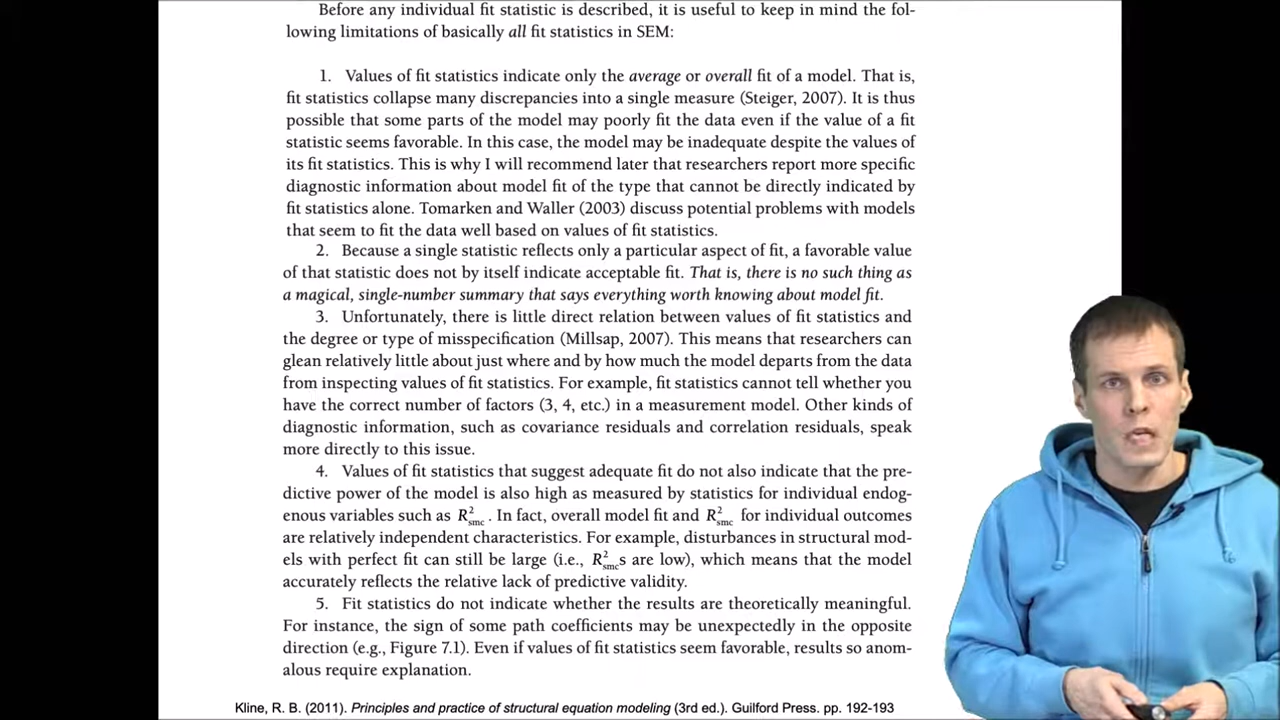 Before any individual fit statistic is described, it is useful to keep in mind the fol-
lowing limitations of basically all fit statistics in SEM:
1. Values of fit statistics indicate only the average or overall fit of a model. That is,
fit statistics collapse many discrepancies into a single measure (Steiger, 2007). It is thus
possible that some parts of the model may poorly fit the data even if the value of a fit
statistic seems favorable. In this case, the model may be inadequate despite the values of
its fit statistics. This is why I will recommend later that researchers report more specific
diagnostic information about model fit of the type that cannot be directly indicated by
fit statistics alone. Tomarken and Waller (2003) discuss potential problems with models
that seem to fit the data well based on values of fit statistics.
2. Because a single statistic reflects only a particular aspect of fit, a favorable value
of that statistic does not by itself indicate acceptable fit. That is, there is no such thing as
a magical, single-number summary that says everything worth knowing about model fit.
3. Unfortunately, there is little direct relation between values of fit statistics and
the degree or type of misspecification (Millsap, 2007). This means that researchers can
glean relatively little about just where and by how much the model departs from the data
from inspecting values of fit statistics. For example, fit statistics cannot tell whether you
have the correct number of factors (3, 4, etc.) in a measurement model. Other kinds of
diagnostic information, such as covariance residuals and correlation residuals, speak
more directly to this issue.
4. Values of fit statistics that suggest adequate fit do not also indicate that the pre-
dictive power of the model is also high as measured by statistics for individual endog-
enous variables such as R²smc. In fact, overall model fit and R²smc for individual outcomes
are relatively independent characteristics. For example, disturbances in structural mod-
els with perfect fit can still be large (i.e., R²smcs are low), which means that the model
accurately reflects the relative lack of predictive validity.
5. Fit statistics do not indicate whether the results are theoretically meaningful.
For instance, the sign of some path coefficients may be unexpectedly in the opposite
direction (e.g., Figure 7.1). Even if values of fit statistics seem favorable, results so anom-
alous require explanation.
Kline, R. B. (2011). Principles and practice of structural equation modeling (3rd ed.). Guilford Press. pp. 192-193